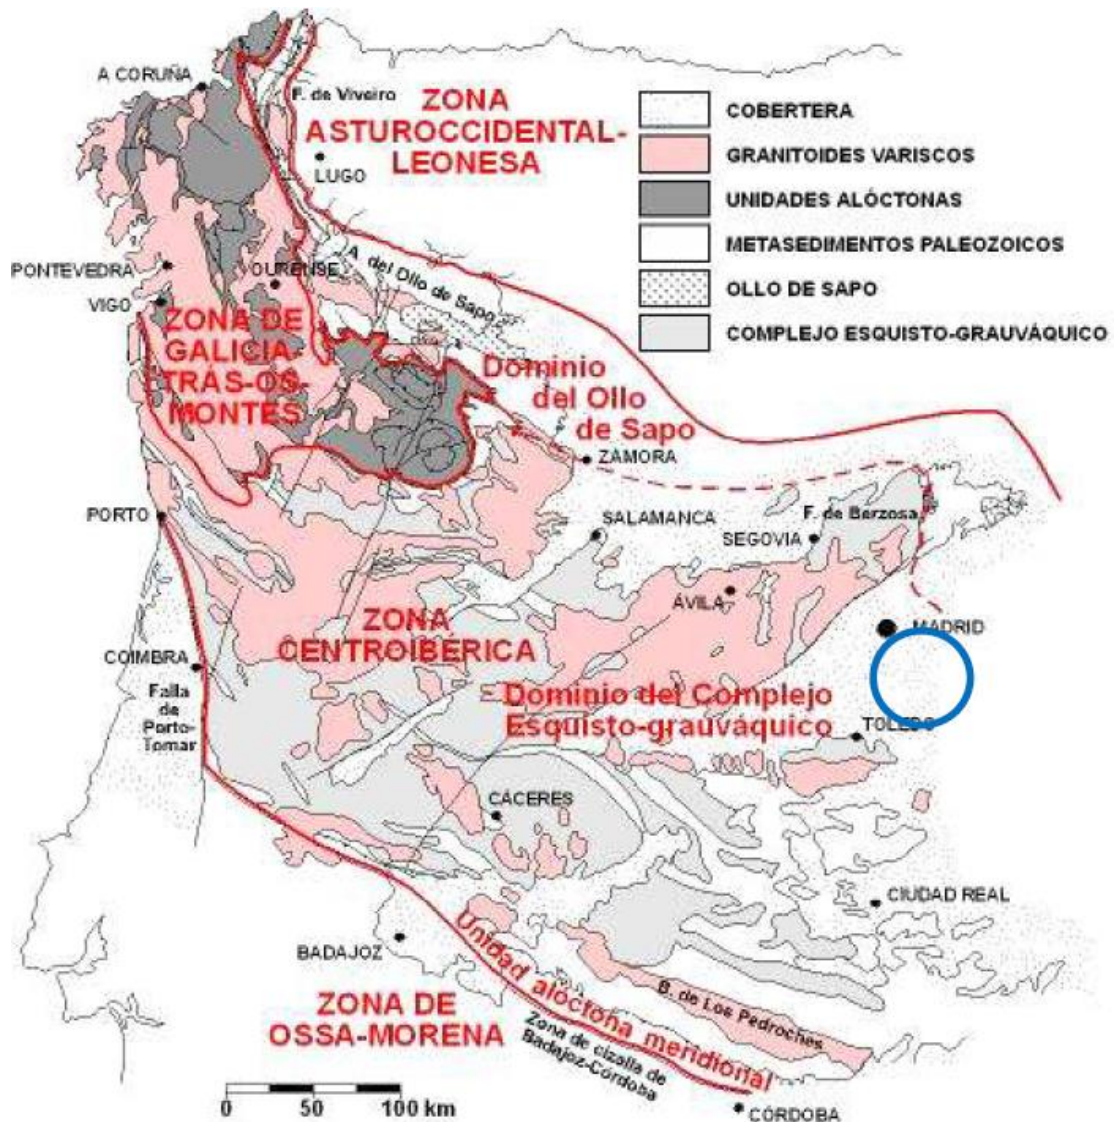 A CORUÑA
F. de Viveiro
ZONA
ASTUROCCIDENTAL-
LEONESA
LUGO
COBERTERA
GRANITOIDES VARISCOS
UNIDADES ALÓCTONAS
METASEDIMENTOS PALEOZOICOS
OLLO DE SAPO
COMPLEJO ESQUISTO-GRAUVÁQUICO
PONTEVEDRA
OURENSE
A. del Ollo de Sapo
VIGO
ZONA DE
GALICIA-
TRÁS-OS-
MONTES
Dominio
del Ollo
de Sapo
ZAMORA
PORTO
SALAMANCA
F. de Berzosa
SEGOVIA
ÁVILA
MADRID
ZONA
CENTROIBÉRICA
COIMBRA
Falla
de
Porto-
Tomar
Dominio del Complejo
Esquisto-grauváquico
TOLEDO
CÁCERES
CIUDAD REAL
BADAJOZ
Unidad alóctona meridional
B. de Los Pedroches
ZONA DE
OSSA-MORENA
Zona de cizalla de
Badajoz-Córdoba
0 50 100 km
CÓRDOBA